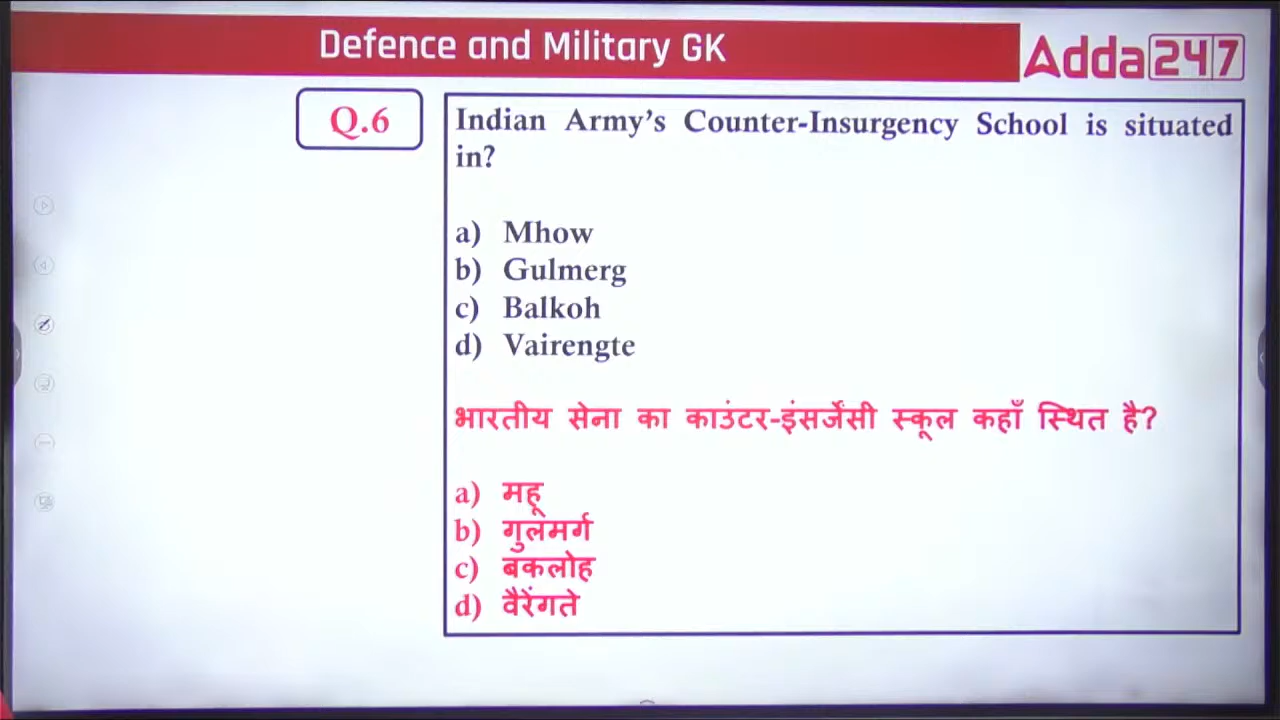 Defence and Military GK
Adda247
Q.6
Indian Army's Counter-Insurgency School is situated
in?
a) Mhow
b) Gulmerg
c) Balkoh
d) Vairengte
भारतीय सेना का काउंटर-इंसर्जेंसी स्कूल कहाँ स्थित है?
a) महू
b) गुलमर्ग
c) बकलोह
d) वैरेंगते